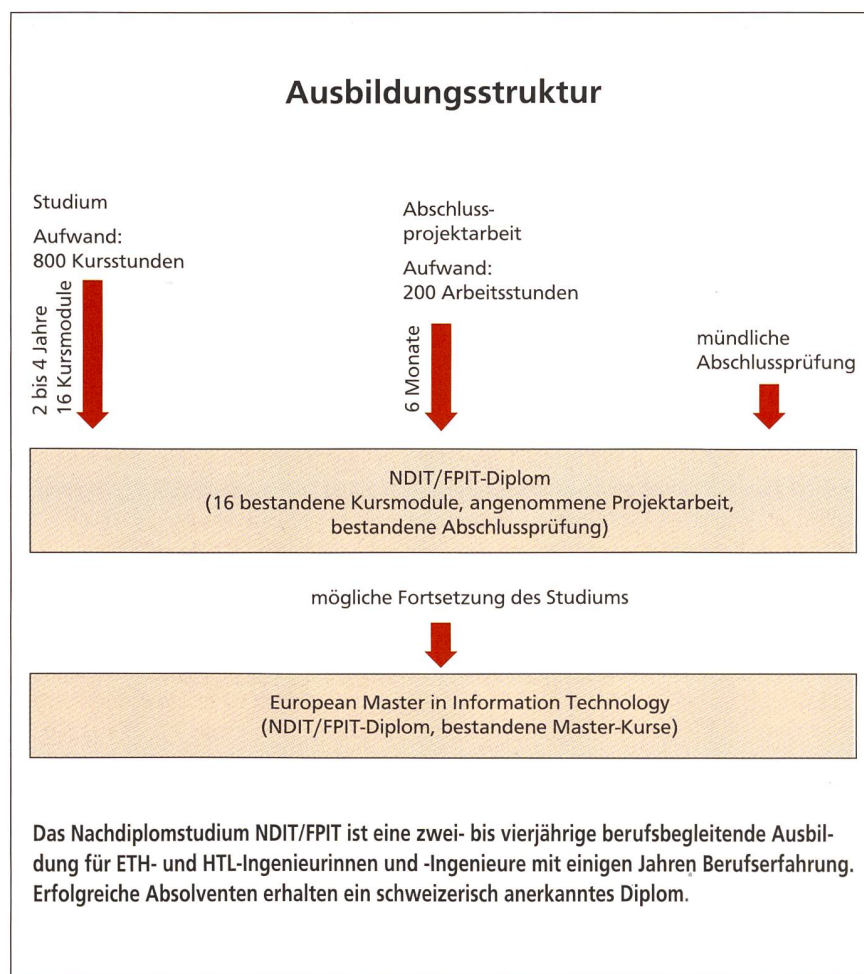 Ausbildungsstruktur
Studium
Aufwand:
800 Kursstunden
2 bis 4 Jahre
16 Kursmodule
Abschluss-
projektarbeit
Aufwand:
200 Arbeitsstunden
6 Monate
mündliche
Abschlussprüfung
NDIT/FPIT-Diplom
(16 bestandene Kursmodule, angenommene Projektarbeit,
bestandene Abschlussprüfung)
mögliche Fortsetzung des Studiums
European Master in Information Technology
(NDIT/FPIT-Diplom, bestandene Master-Kurse)
Das Nachdiplomstudium NDIT/FPIT ist eine zwei- bis vierjährige berufsbegleitende Ausbil-
dung für ETH- und HTL-Ingenieurinnen und -Ingenieure mit einigen Jahren Berufserfahrung.
Erfolgreiche Absolventen erhalten ein schweizerisch anerkanntes Diplom.